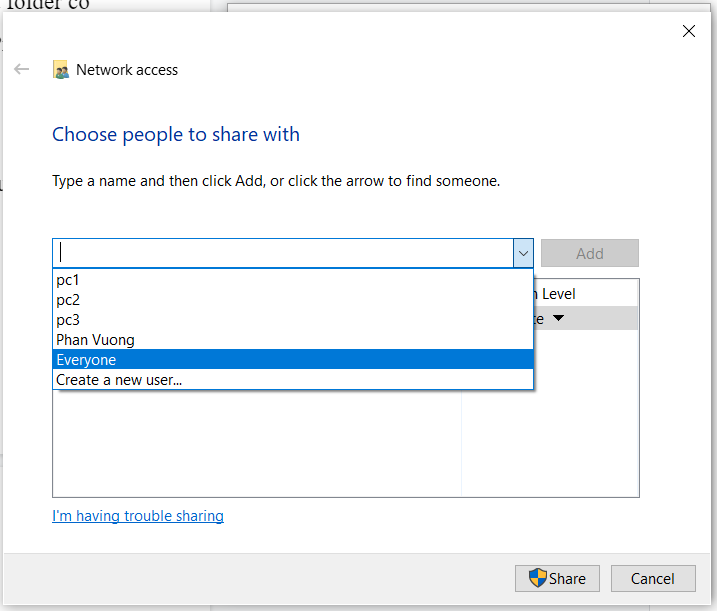 folder co
Network access
Choose people to share with
Type a name and then click Add, or click the arrow to find someone.
Add
pc1
pc2
pc3
Phan Vuong
Everyone
Create a new user...
Level
I'm having trouble sharing
Share
Cancel